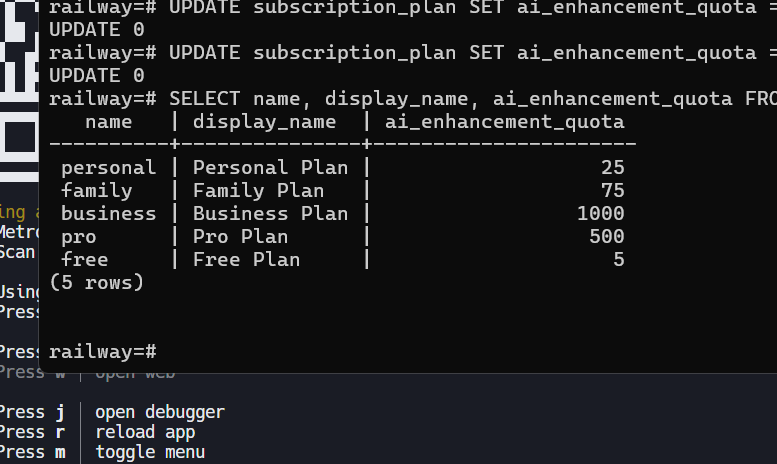 railway=# UPDATE subscription_plan SET ai_enhancement_quota =
UPDATE 0
railway=# UPDATE subscription_plan SET ai_enhancement_quota =
UPDATE 0
railway=# SELECT name, display_name, ai_enhancement_quota FRO
name | display_name | ai_enhancement_quota
----------+---------------+----------------------
personal | Personal Plan | 25
family | Family Plan | 75
business | Business Plan | 1000
pro | Pro Plan | 500
free | Free Plan | 5
(5 rows)
railway=#
ing a
Metro
Scan
Using
Press
Press
Press w | open web
Press j | open debugger
Press r | reload app
Press m | toggle menu